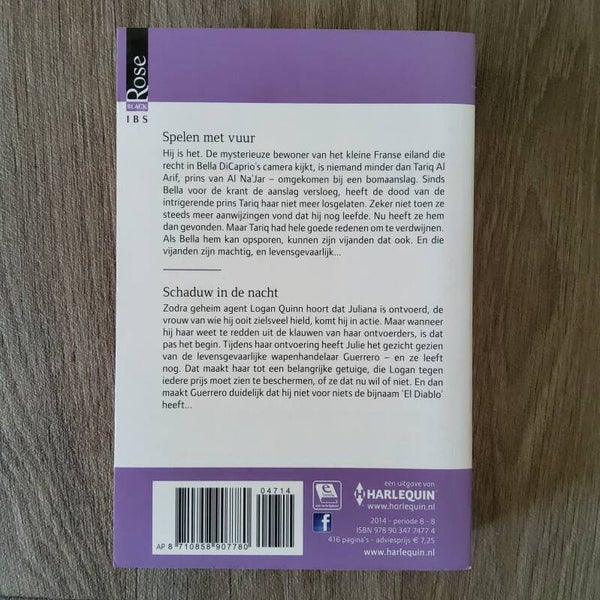 BLACK
Rose
IBS
Spelen met vuur
Hij is het. De mysterieuze bewoner van het kleine Franse eiland die
recht in Bella DiCaprio's camera kijkt, is niemand minder dan Tariq Al
Arif, prins van Al Na'Jar – omgekomen bij een bomaanslag. Sinds
Bella voor de krant de aanslag versloeg, heeft de dood van de
intrigerende prins Tariq haar niet meer losgelaten. Zeker niet toen ze
steeds meer aanwijzingen vond dat hij nog leefde. Nu heeft ze hem
dan gevonden. Maar Tariq had hele goede redenen om te verdwijnen.
Als Bella hem kan opsporen, kunnen zijn vijanden dat ook. En die
vijanden zijn machtig, en levensgevaarlijk...
Schaduw in de nacht
Zodra geheim agent Logan Quinn hoort dat Juliana is ontvoerd, de
vrouw van wie hij ooit zielsveel hield, komt hij in actie. Maar wanneer
hij haar weet te redden uit de klauwen van haar ontvoerders, is dat
pas het begin. Tijdens haar ontvoering heeft Julie het gezicht gezien
van de levensgevaarlijke wapenhandelaar Guerrero – en ze leeft
nog. Dat maakt haar tot een belangrijke getuige, die Logan tegen
iedere prijs moet zien te beschermen, of ze dat nu wil of niet. En dan
maakt Guerrero duidelijk dat hij niet voor niets de bijnaam 'El Diablo'
heeft...
04714
AP 8 710858 907780
e
f
een uitgave van
H HARLEQUIN®
www.harlequin.nl
2014 - periode 6 - 8
ISBN 978 90 347 7477 4
416 pagina's - adviesprijs € 7,25
www.harlequin.nl